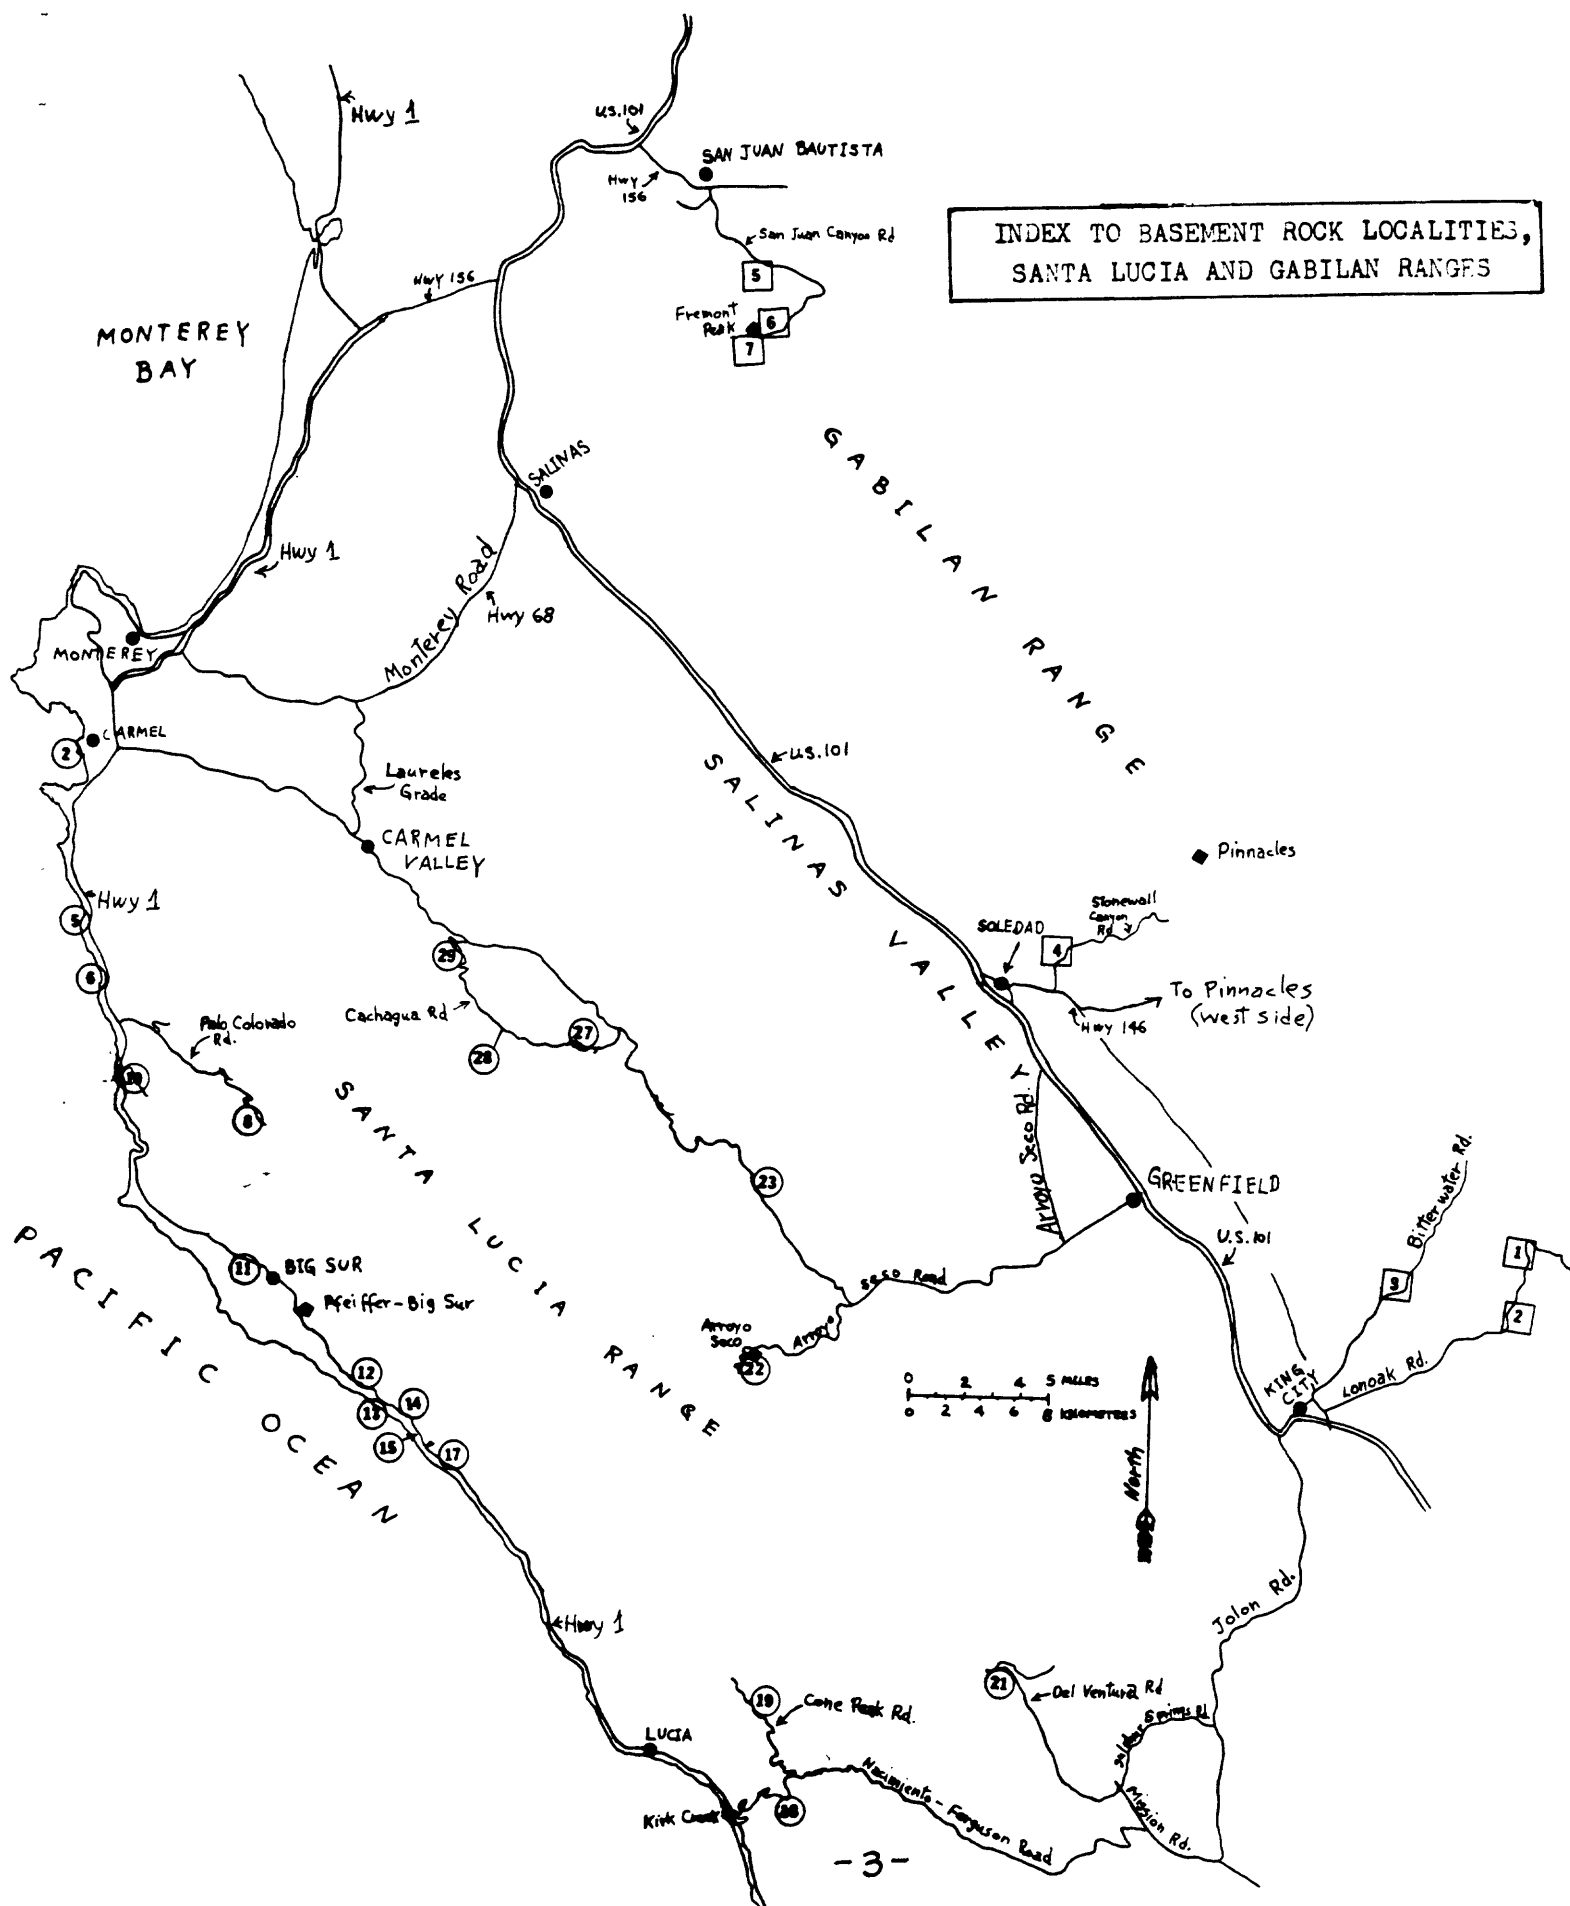 Hwy 1
U.S.101
SAN JUAN BAUTISTA
Hwy
156
San Juan Canyon Rd
INDEX TO BASEMENT ROCK LOCALITIES,
SANTA LUCIA AND GABILAN RANGES
5
Hwy 156
Fremont
Peak
6
7
MONTEREY
BAY
GABILAN RANGE
SALINAS
Hwy 1
Monterey Road
Hwy 68
MONTEREY
CARMEL
2
Laureles
Grade
U.S.101
SALINAS VALLEY
CARMEL
VALLEY
Pinnacles
Hwy 1
5
Stonewall
Canyon
Rd
SOLEDAD
4
29
6
To Pinnacles
(west side)
Hwy 146
Cachagua Rd
27
28
Palo Colorado
Rd.
10
8
SANTA LUCIA RANGE
Arroyo Seco Rd.
23
GREENFIELD
Bitterwater Rd.
U.S.101
1
3
2
PACIFIC OCEAN
11
BIG SUR
Pfeiffer-Big Sur
Arroyo
Seco
Arroyo
Seso Road
22
12
13
14
15
17
0 2 4 5 MILES
0 2 4 6 8 KILOMETERS
KING
CITY
Lonoak Rd.
North
Hwy 1
Jolon Rd.
19
Cone Peak Rd.
21
Del Ventura Rd
Springs Rd
LUCIA
Kirk Creek
Nacimiento-Ferguson Road
Mission Rd.
-3-